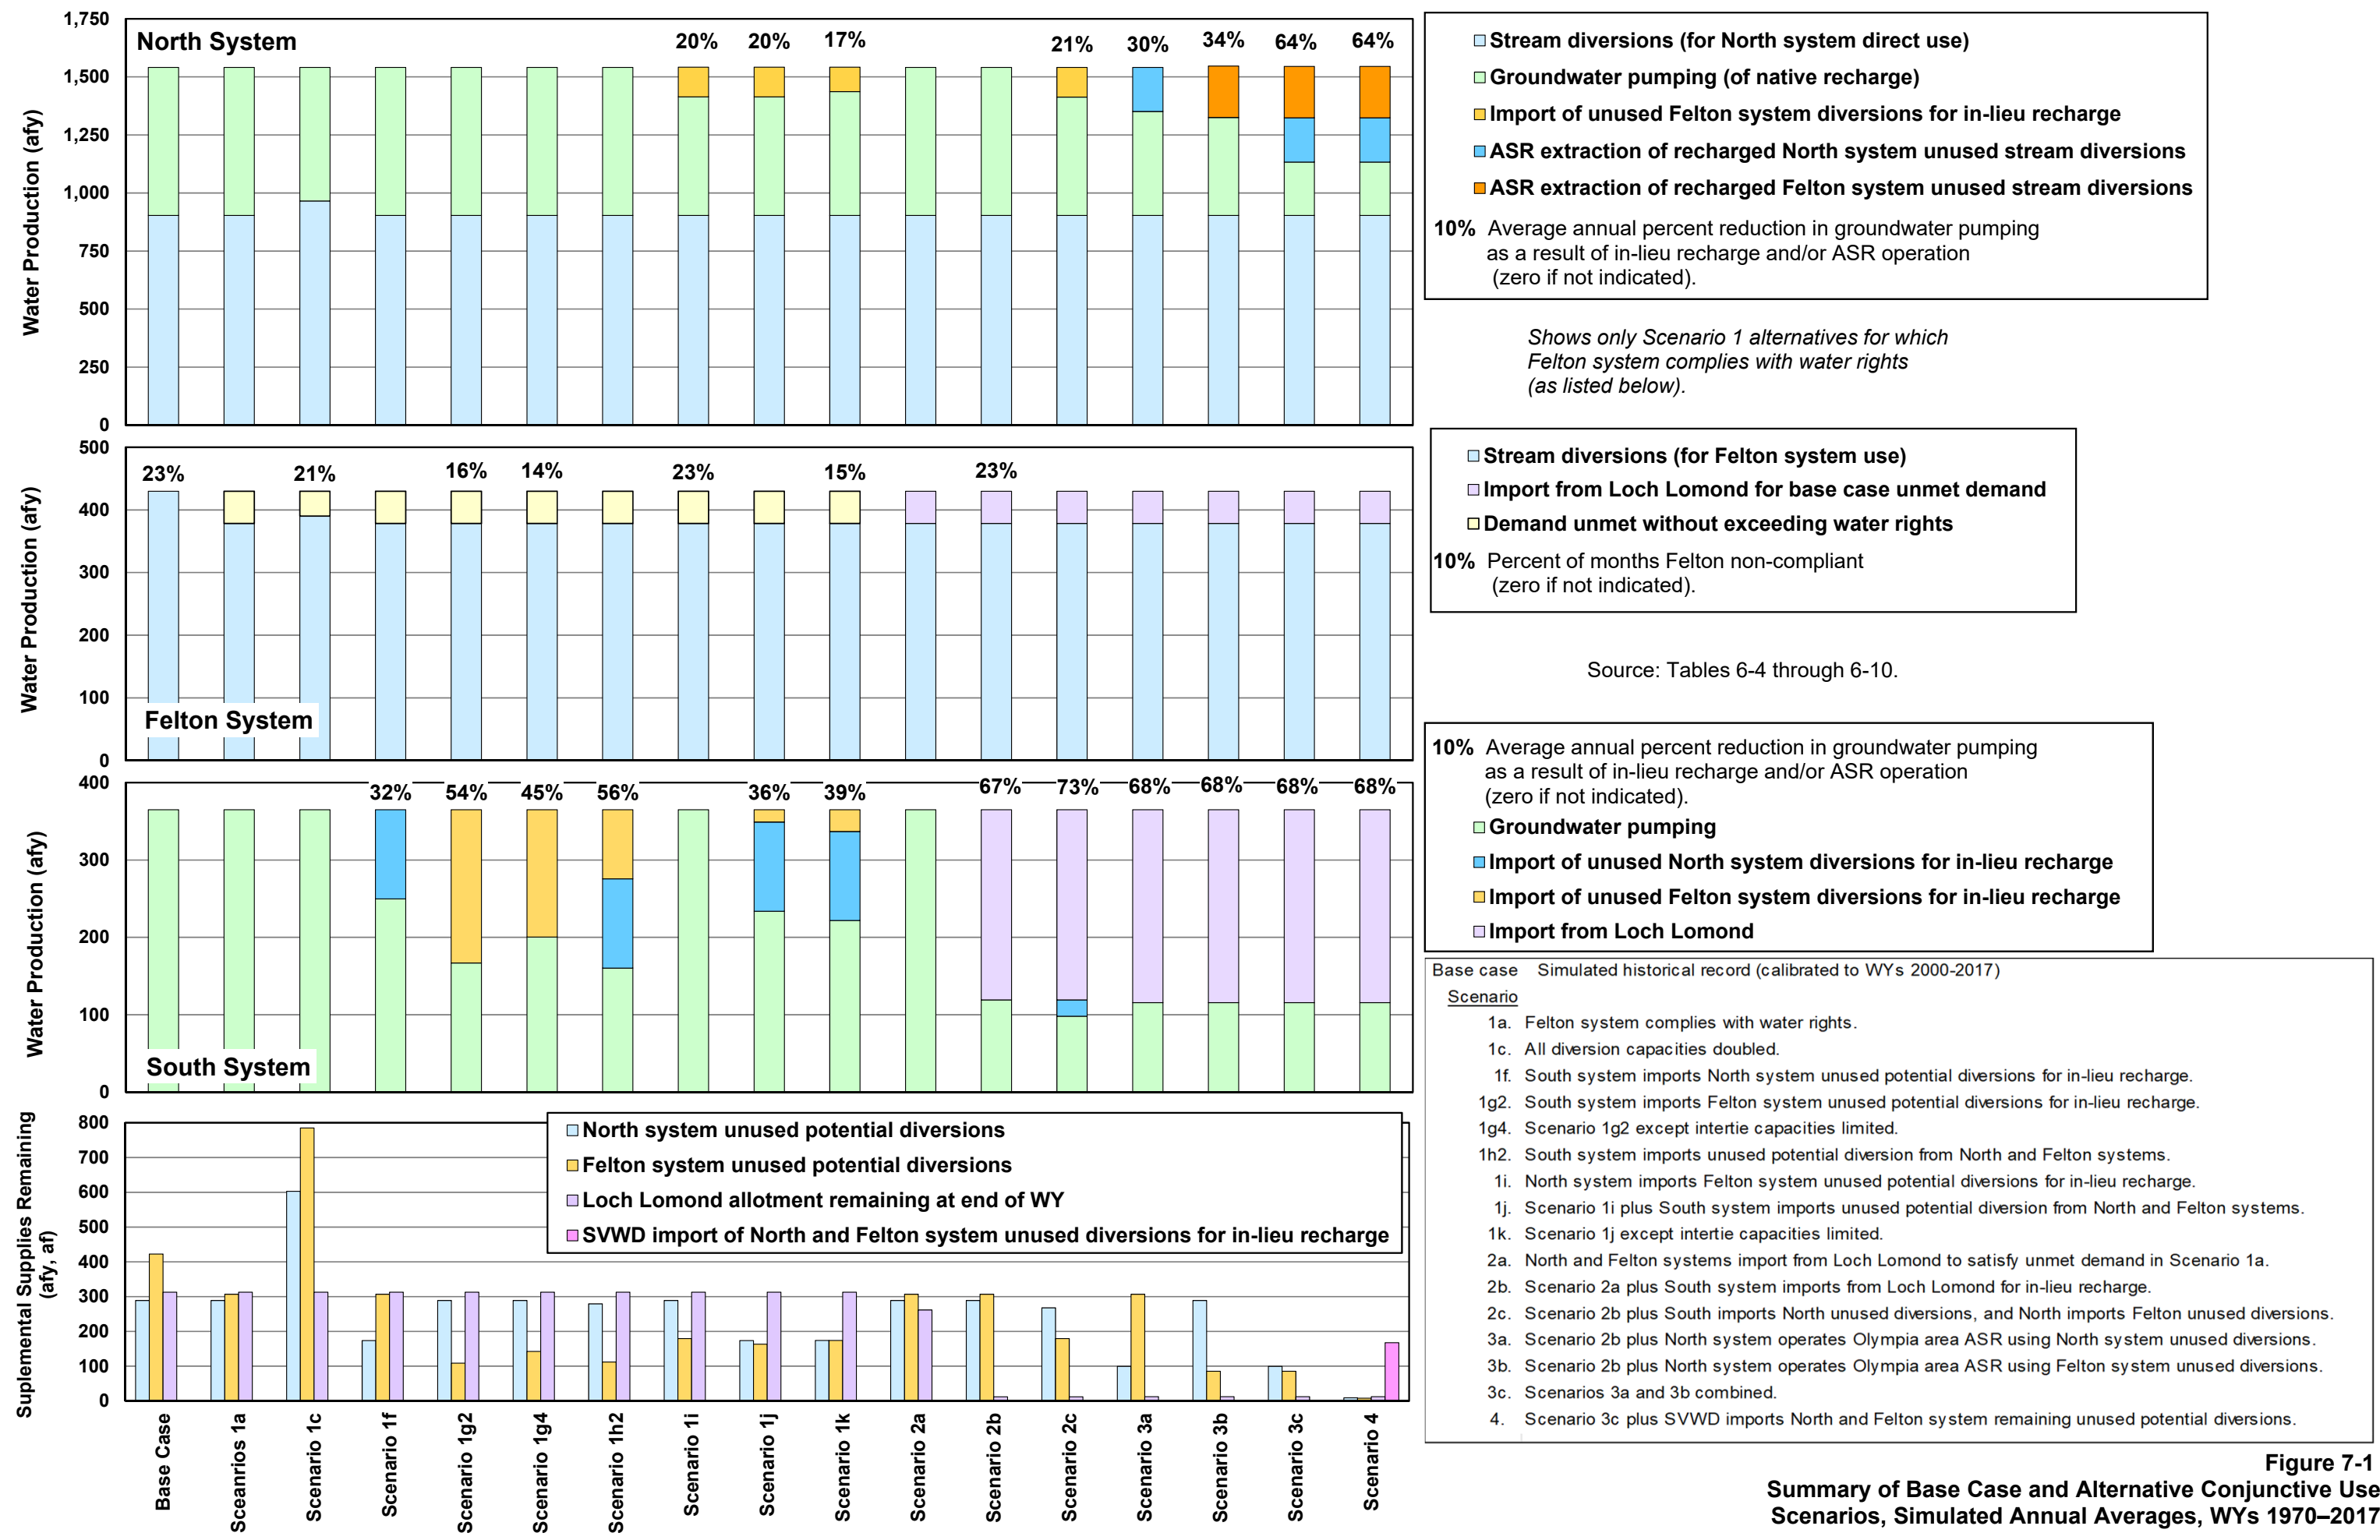 North System
Water Production (afy)
1,750
1,500
1,250
1,000
750
500
250
0
20%
20%
17%
21%
30%
34%
64%
64%
Stream diversions (for North system direct use)
Groundwater pumping (of native recharge)
Import of unused Felton system diversions for in-lieu recharge
ASR extraction of recharged North system unused stream diversions
ASR extraction of recharged Felton system unused stream diversions
10% Average annual percent reduction in groundwater pumping
as a result of in-lieu recharge and/or ASR operation
(zero if not indicated).
Shows only Scenario 1 alternatives for which
Felton system complies with water rights
(as listed below).
Water Production (afy)
500
400
300
200
100
0
23%
21%
16%
14%
23%
15%
23%
Felton System
Stream diversions (for Felton system use)
Import from Loch Lomond for base case unmet demand
Demand unmet without exceeding water rights
10% Percent of months Felton non-compliant
(zero if not indicated).
Source: Tables 6-4 through 6-10.
Water Production (afy)
400
300
200
100
0
32%
54%
45%
56%
36%
39%
67%
73%
68%
68%
68%
68%
South System
10% Average annual percent reduction in groundwater pumping
as a result of in-lieu recharge and/or ASR operation
(zero if not indicated).
Groundwater pumping
Import of unused North system diversions for in-lieu recharge
Import of unused Felton system diversions for in-lieu recharge
Import from Loch Lomond
Suplemental Supplies Remaining
(afy, af)
800
700
600
500
400
300
200
100
0
North system unused potential diversions
Felton system unused potential diversions
Loch Lomond allotment remaining at end of WY
SVWD import of North and Felton system unused diversions for in-lieu recharge
Base Case
Sceanrios 1a
Scenario 1c
Scenario 1f
Scenario 1g2
Scenario 1g4
Scenario 1h2
Scenario 1i
Scenario 1j
Scenario 1k
Scenario 2a
Scenario 2b
Scenario 2c
Scenario 3a
Scenario 3b
Scenario 3c
Scenario 4
Base case Simulated historical record (calibrated to WYs 2000-2017)
Scenario
1a. Felton system complies with water rights.
1c. All diversion capacities doubled.
1f. South system imports North system unused potential diversions for in-lieu recharge.
1g2. South system imports Felton system unused potential diversions for in-lieu recharge.
1g4. Scenario 1g2 except intertie capacities limited.
1h2. South system imports unused potential diversion from North and Felton systems.
1i. North system imports Felton system unused potential diversions for in-lieu recharge.
1j. Scenario 1i plus South system imports unused potential diversion from North and Felton systems.
1k. Scenario 1j except intertie capacities limited.
2a. North and Felton systems import from Loch Lomond to satisfy unmet demand in Scenario 1a.
2b. Scenario 2a plus South system imports from Loch Lomond for in-lieu recharge.
2c. Scenario 2b plus South imports North unused diversions, and North imports Felton unused diversions.
3a. Scenario 2b plus North system operates Olympia area ASR using North system unused diversions.
3b. Scenario 2b plus North system operates Olympia area ASR using Felton system unused diversions.
3c. Scenarios 3a and 3b combined.
4. Scenario 3c plus SVWD imports North and Felton system remaining unused potential diversions.
Figure 7-1
Summary of Base Case and Alternative Conjunctive Use
Scenarios, Simulated Annual Averages, WYs 1970–2017